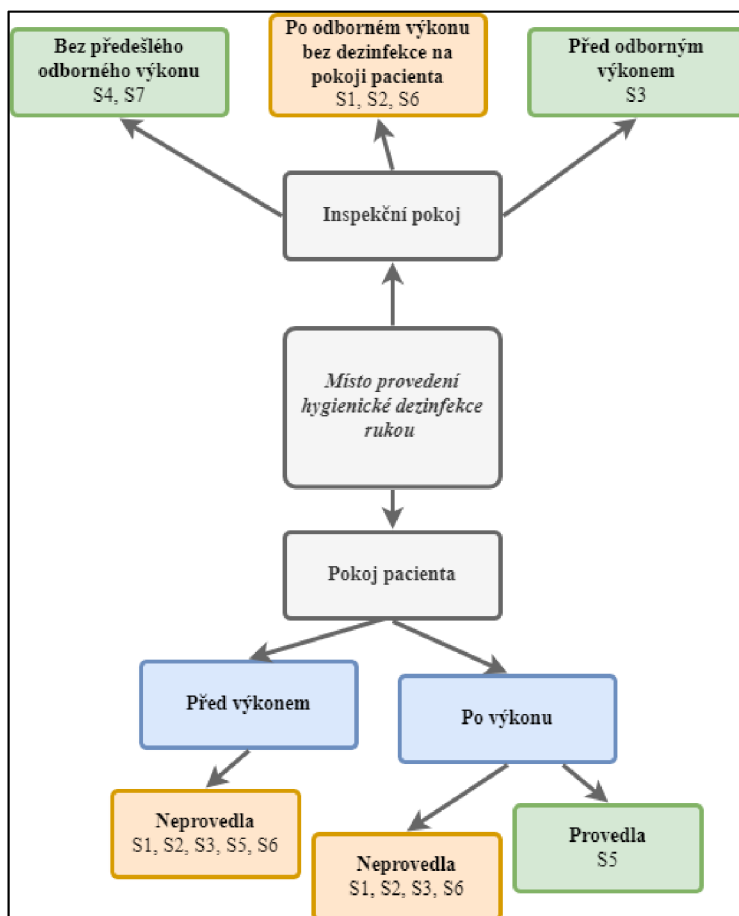 Bez předešlého
odborného výkonu
S4, S7
Po odborném výkonu
bez dezinfekce na
pokoji pacienta
S1, S2, S6
Před odborným
výkonem
S3
Inspekční pokoj
Místo provedení
hygienické dezinfekce
rukou
Pokoj pacienta
Před výkonem
Po výkonu
Neprovedla
S1, S2, S3, S5, S6
Neprovedla
S1, S2, S3, S6
Provedla
S5